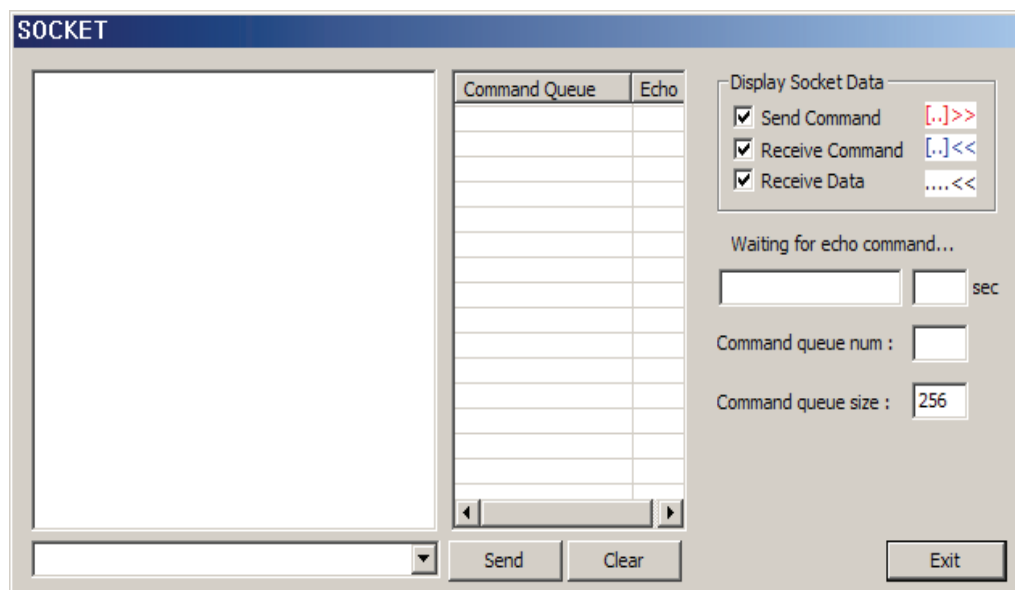 SOCKET
Command Queue Echo
Display Socket Data
Send Command [..]>>
Receive Command [..]<<
Receive Data ....<<
Waiting for echo command...
sec
Command queue num :
Command queue size : 256
Send Clear Exit